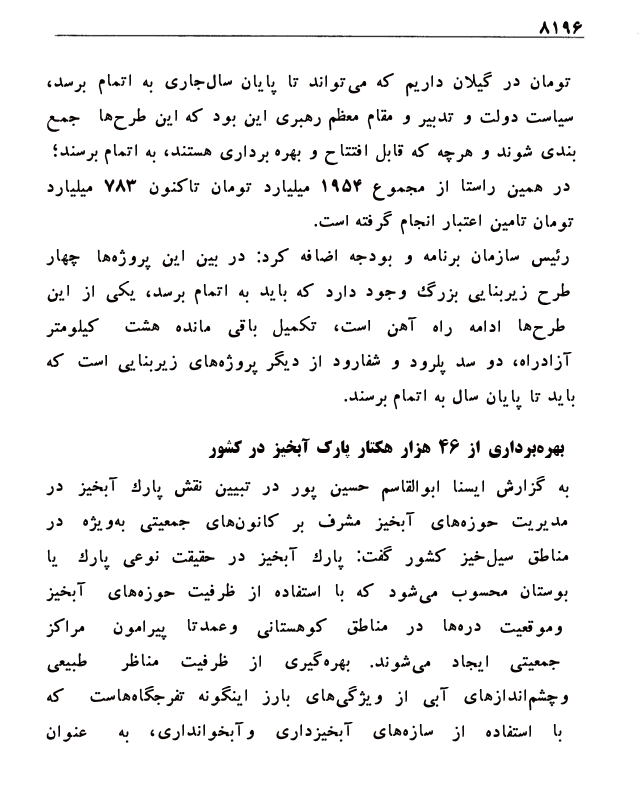 ۸۱۹۶
تومان در گیلان داریم که می‌تواند تا پایان سال‌جاری به اتمام برسد،
سیاست دولت و تدبیر و مقام معظم رهبری این بود که این طرح‌ها جمع
بندی شوند و هرچه که قابل افتتاح و بهره برداری هستند، به اتمام برسند؛
در همین راستا از مجموع ۱۹۵۴ میلیارد تومان تاکنون ۷۸۳ میلیارد
تومان تامین اعتبار انجام گرفته است.
رئیس سازمان برنامه و بودجه اضافه کرد: در بین این پروژه‌ها چهار
طرح زیربنایی بزرگ وجود دارد که باید به اتمام برسد، یکی از این
طرح‌ها ادامه راه آهن است، تکمیل باقی مانده هشت کیلومتر
آزادراه، دو سد پلرود و شفارود از دیگر پروژه‌های زیربنایی است که
باید تا پایان سال به اتمام برسند.
بهره‌برداری از ۴۶ هزار هکتار پارک آبخیز در کشور
به گزارش ایسنا ابوالقاسم حسین پور در تبیین نقش پارك آبخیز در
مدیریت حوزه‌های آبخیز مشرف بر کانون‌های جمعیتی به‌ویژه در
مناطق سیل‌خیز کشور گفت: پارك آبخیز در حقیقت نوعی پارك یا
بوستان محسوب می‌شود که با استفاده از ظرفیت حوزه‌های آبخیز
وموقعیت دره‌ها در مناطق کوهستانی وعمدتا پیرامون مراکز
جمعیتی ایجاد می‌شوند. بهره‌گیری از ظرفیت مناظر طبیعی
وچشم‌اندازهای آبی از ویژگی‌های بارز اینگونه تفرجگاه‌هاست که
با استفاده از سازه‌های آبخیزداری وآبخوانداری، به عنوان